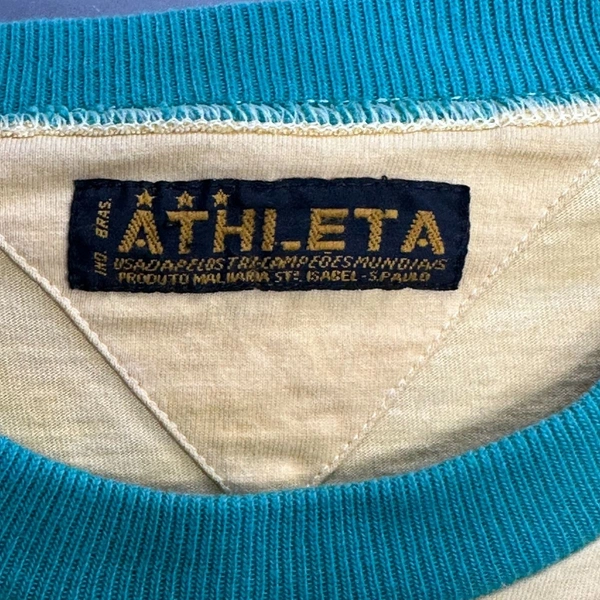 IND. BRAS.
ATHLETA
USADA PELOS TRI-CAMPEÕES MUNDIAIS
PRODUTO MALHARIA STª. ISABEL - S.PAULO